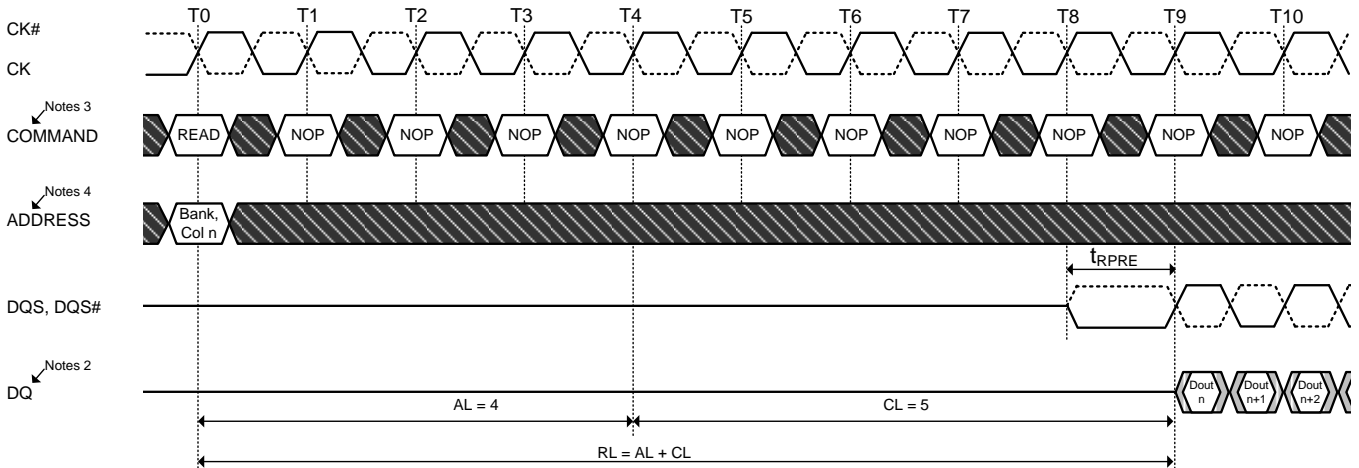 T0 T1 T2 T3 T4 T5 T6 T7 T8 T9 T10
CK#
CK
Notes 3
COMMAND
READ NOP NOP NOP NOP NOP NOP NOP NOP NOP NOP
Notes 4
ADDRESS
Bank,
Col n
tRPRE
DQS, DQS#
Notes 2
DQ
Dout Dout Dout
n n+1 n+2
AL = 4 CL = 5
RL = AL + CL